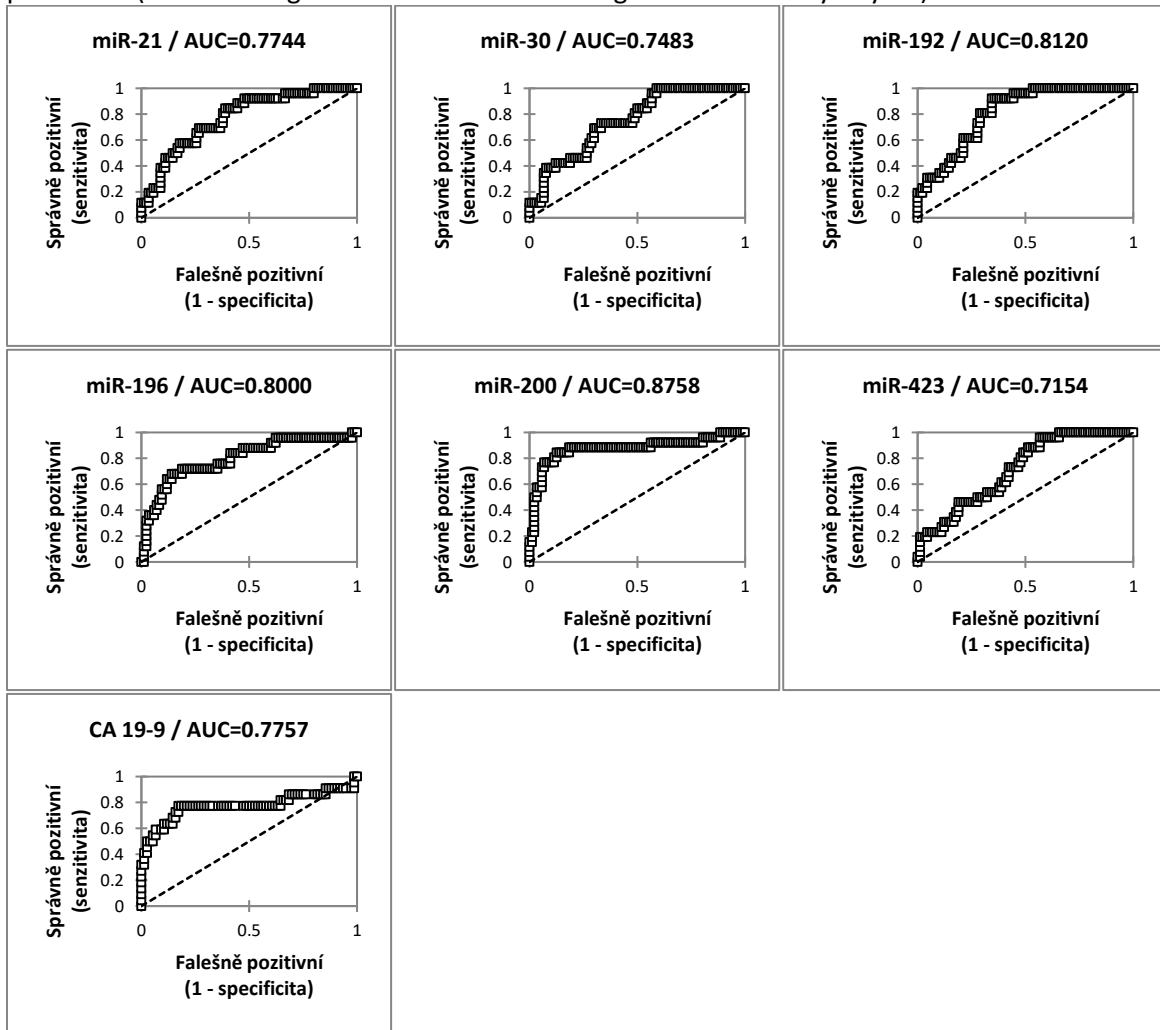 miR-21 / AUC=0.7744
1
0.8
0.6
0.4
0.2
0
0
0.5
1
Správně pozitivní
(senzitivita)
Falešně pozitivní
(1 - specificita)
miR-30 / AUC=0.7483
1
0.8
0.6
0.4
0.2
0
0
0.5
1
Správně pozitivní
(senzitivita)
Falešně pozitivní
(1 - specificita)
miR-192 / AUC=0.8120
1
0.8
0.6
0.4
0.2
0
0
0.5
1
Správně pozitivní
(senzitivita)
Falešně pozitivní
(1 - specificita)
miR-196 / AUC=0.8000
1
0.8
0.6
0.4
0.2
0
0
0.5
1
Správně pozitivní
(senzitivita)
Falešně pozitivní
(1 - specificita)
miR-200 / AUC=0.8758
1
0.8
0.6
0.4
0.2
0
0
0.5
1
Správně pozitivní
(senzitivita)
Falešně pozitivní
(1 - specificita)
miR-423 / AUC=0.7154
1
0.8
0.6
0.4
0.2
0
0
0.5
1
Správně pozitivní
(senzitivita)
Falešně pozitivní
(1 - specificita)
CA 19-9 / AUC=0.7757
1
0.8
0.6
0.4
0.2
0
0
0.5
1
Správně pozitivní
(senzitivita)
Falešně pozitivní
(1 - specificita)